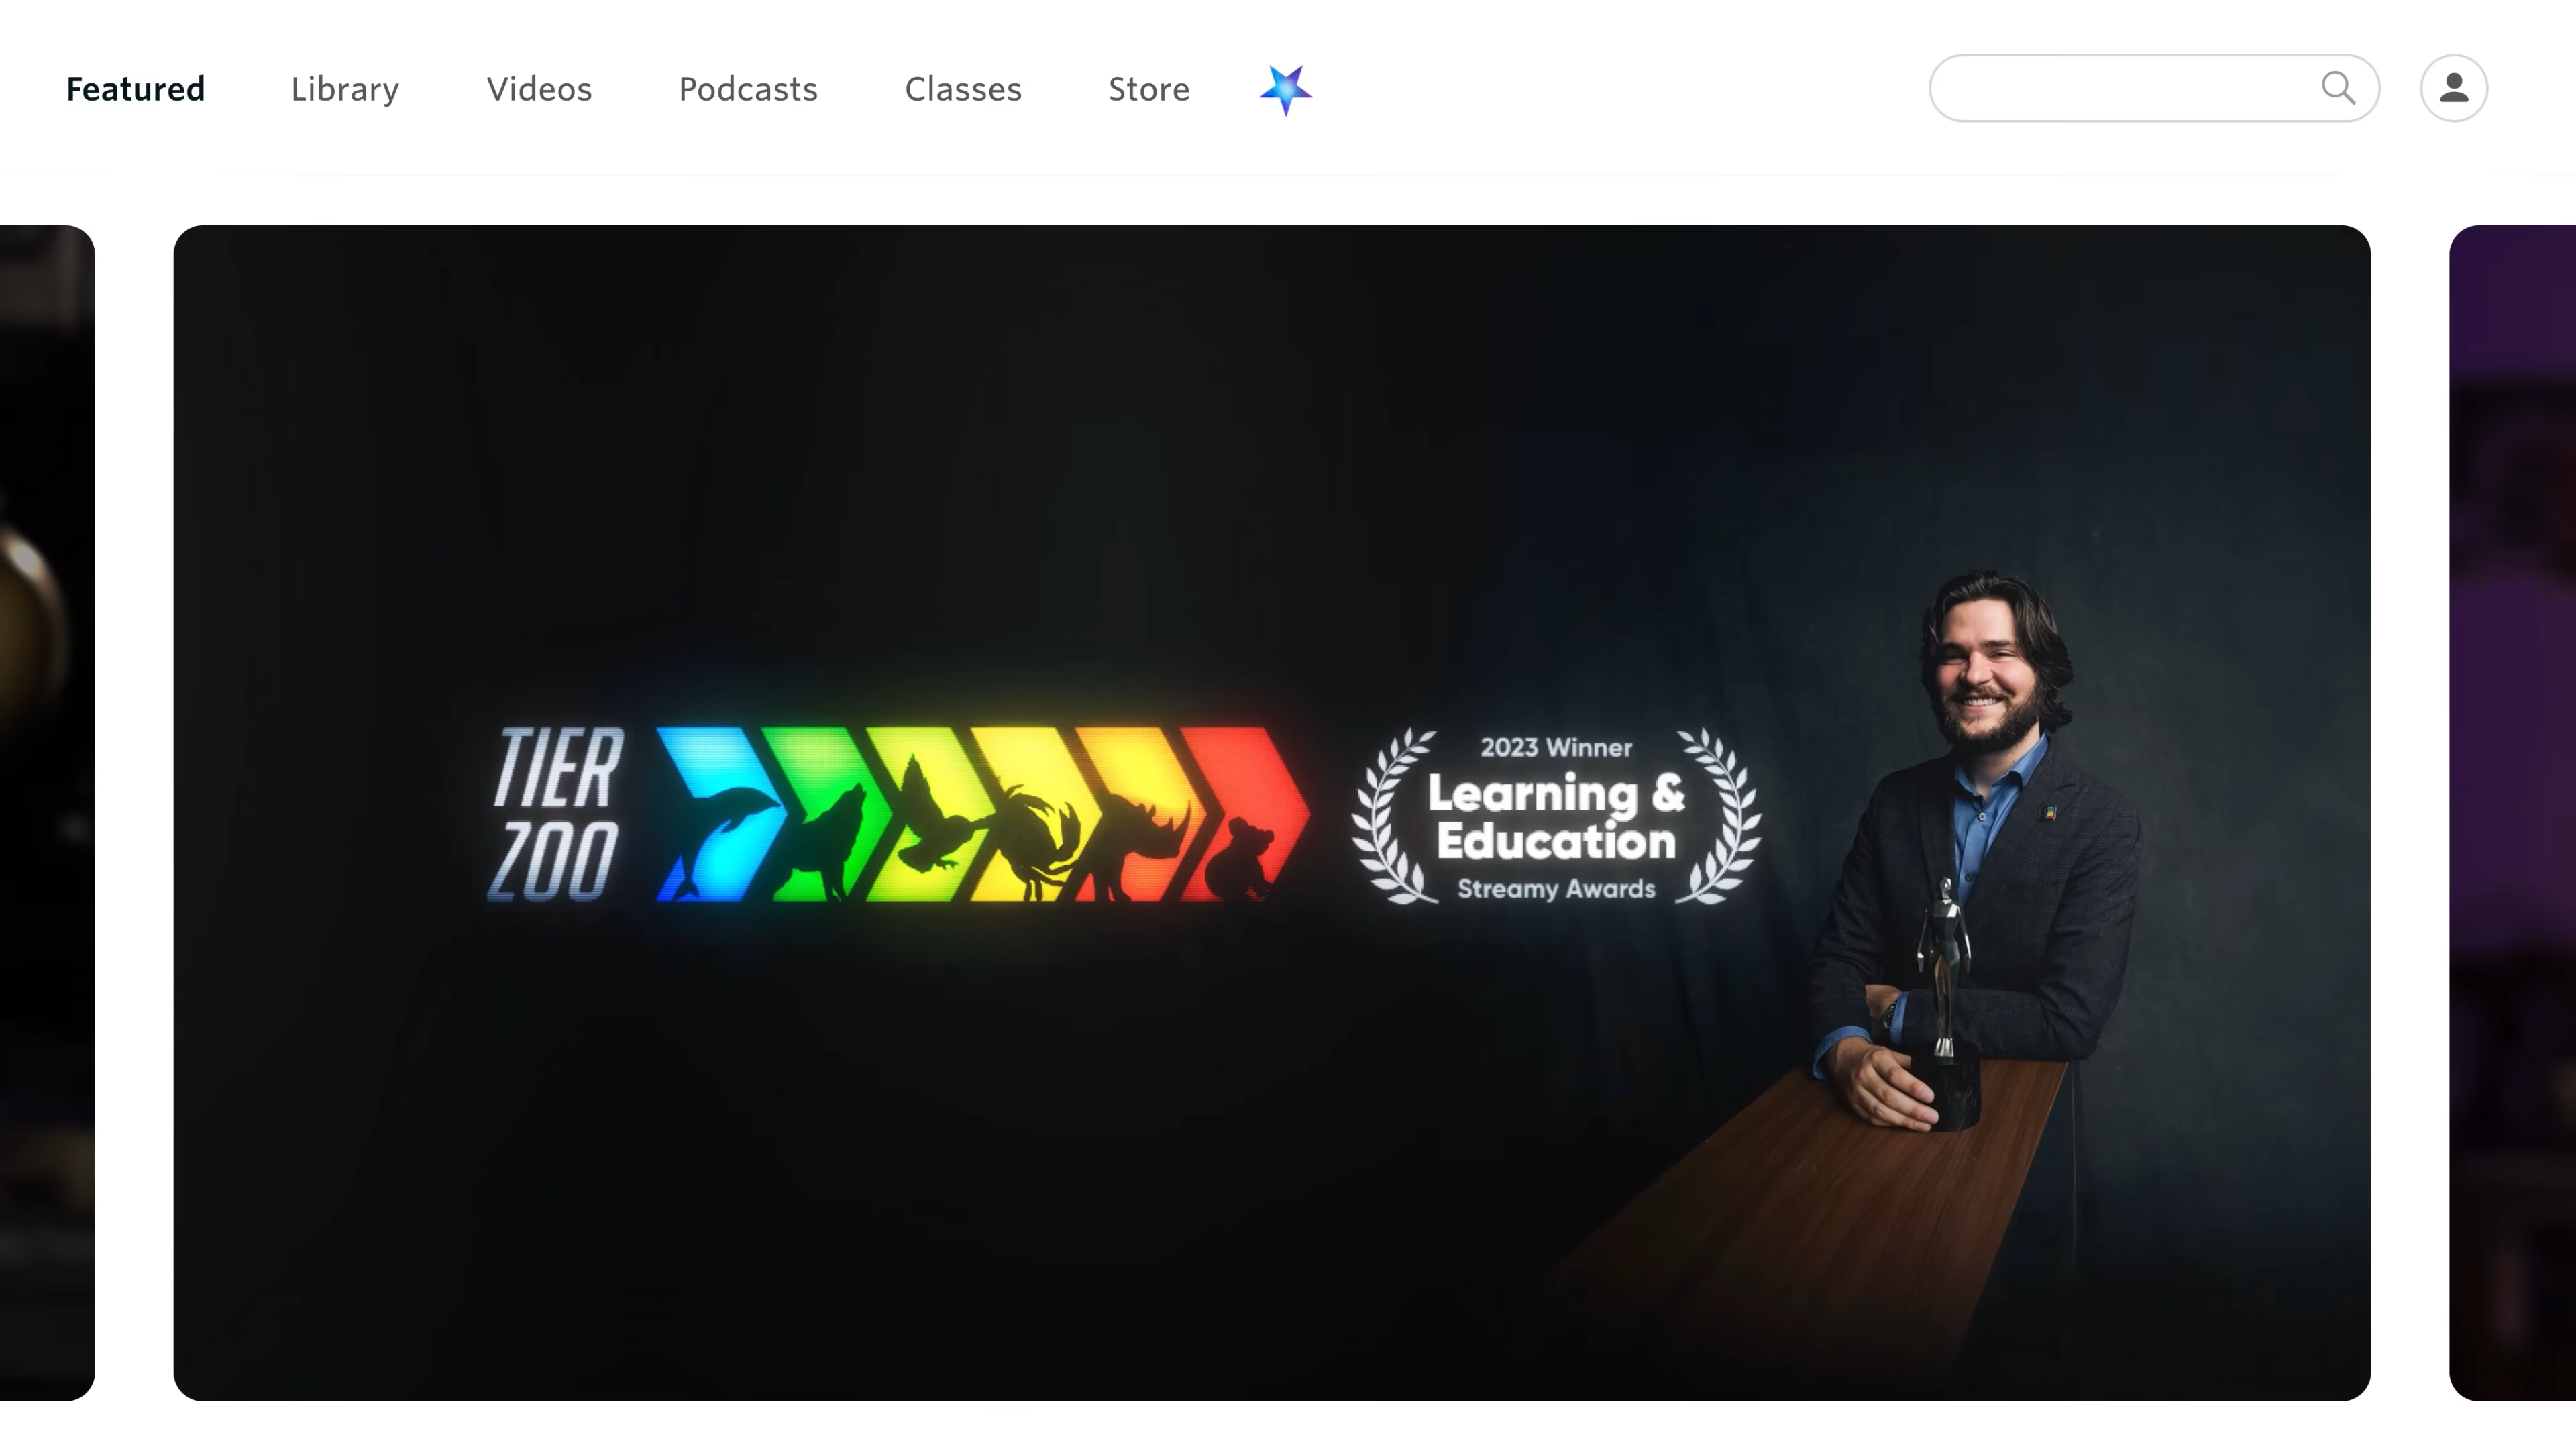 Featured Library Videos Podcasts Classes Store
TIER
ZOO
2023 Winner
Learning &
Education
Streamy Awards